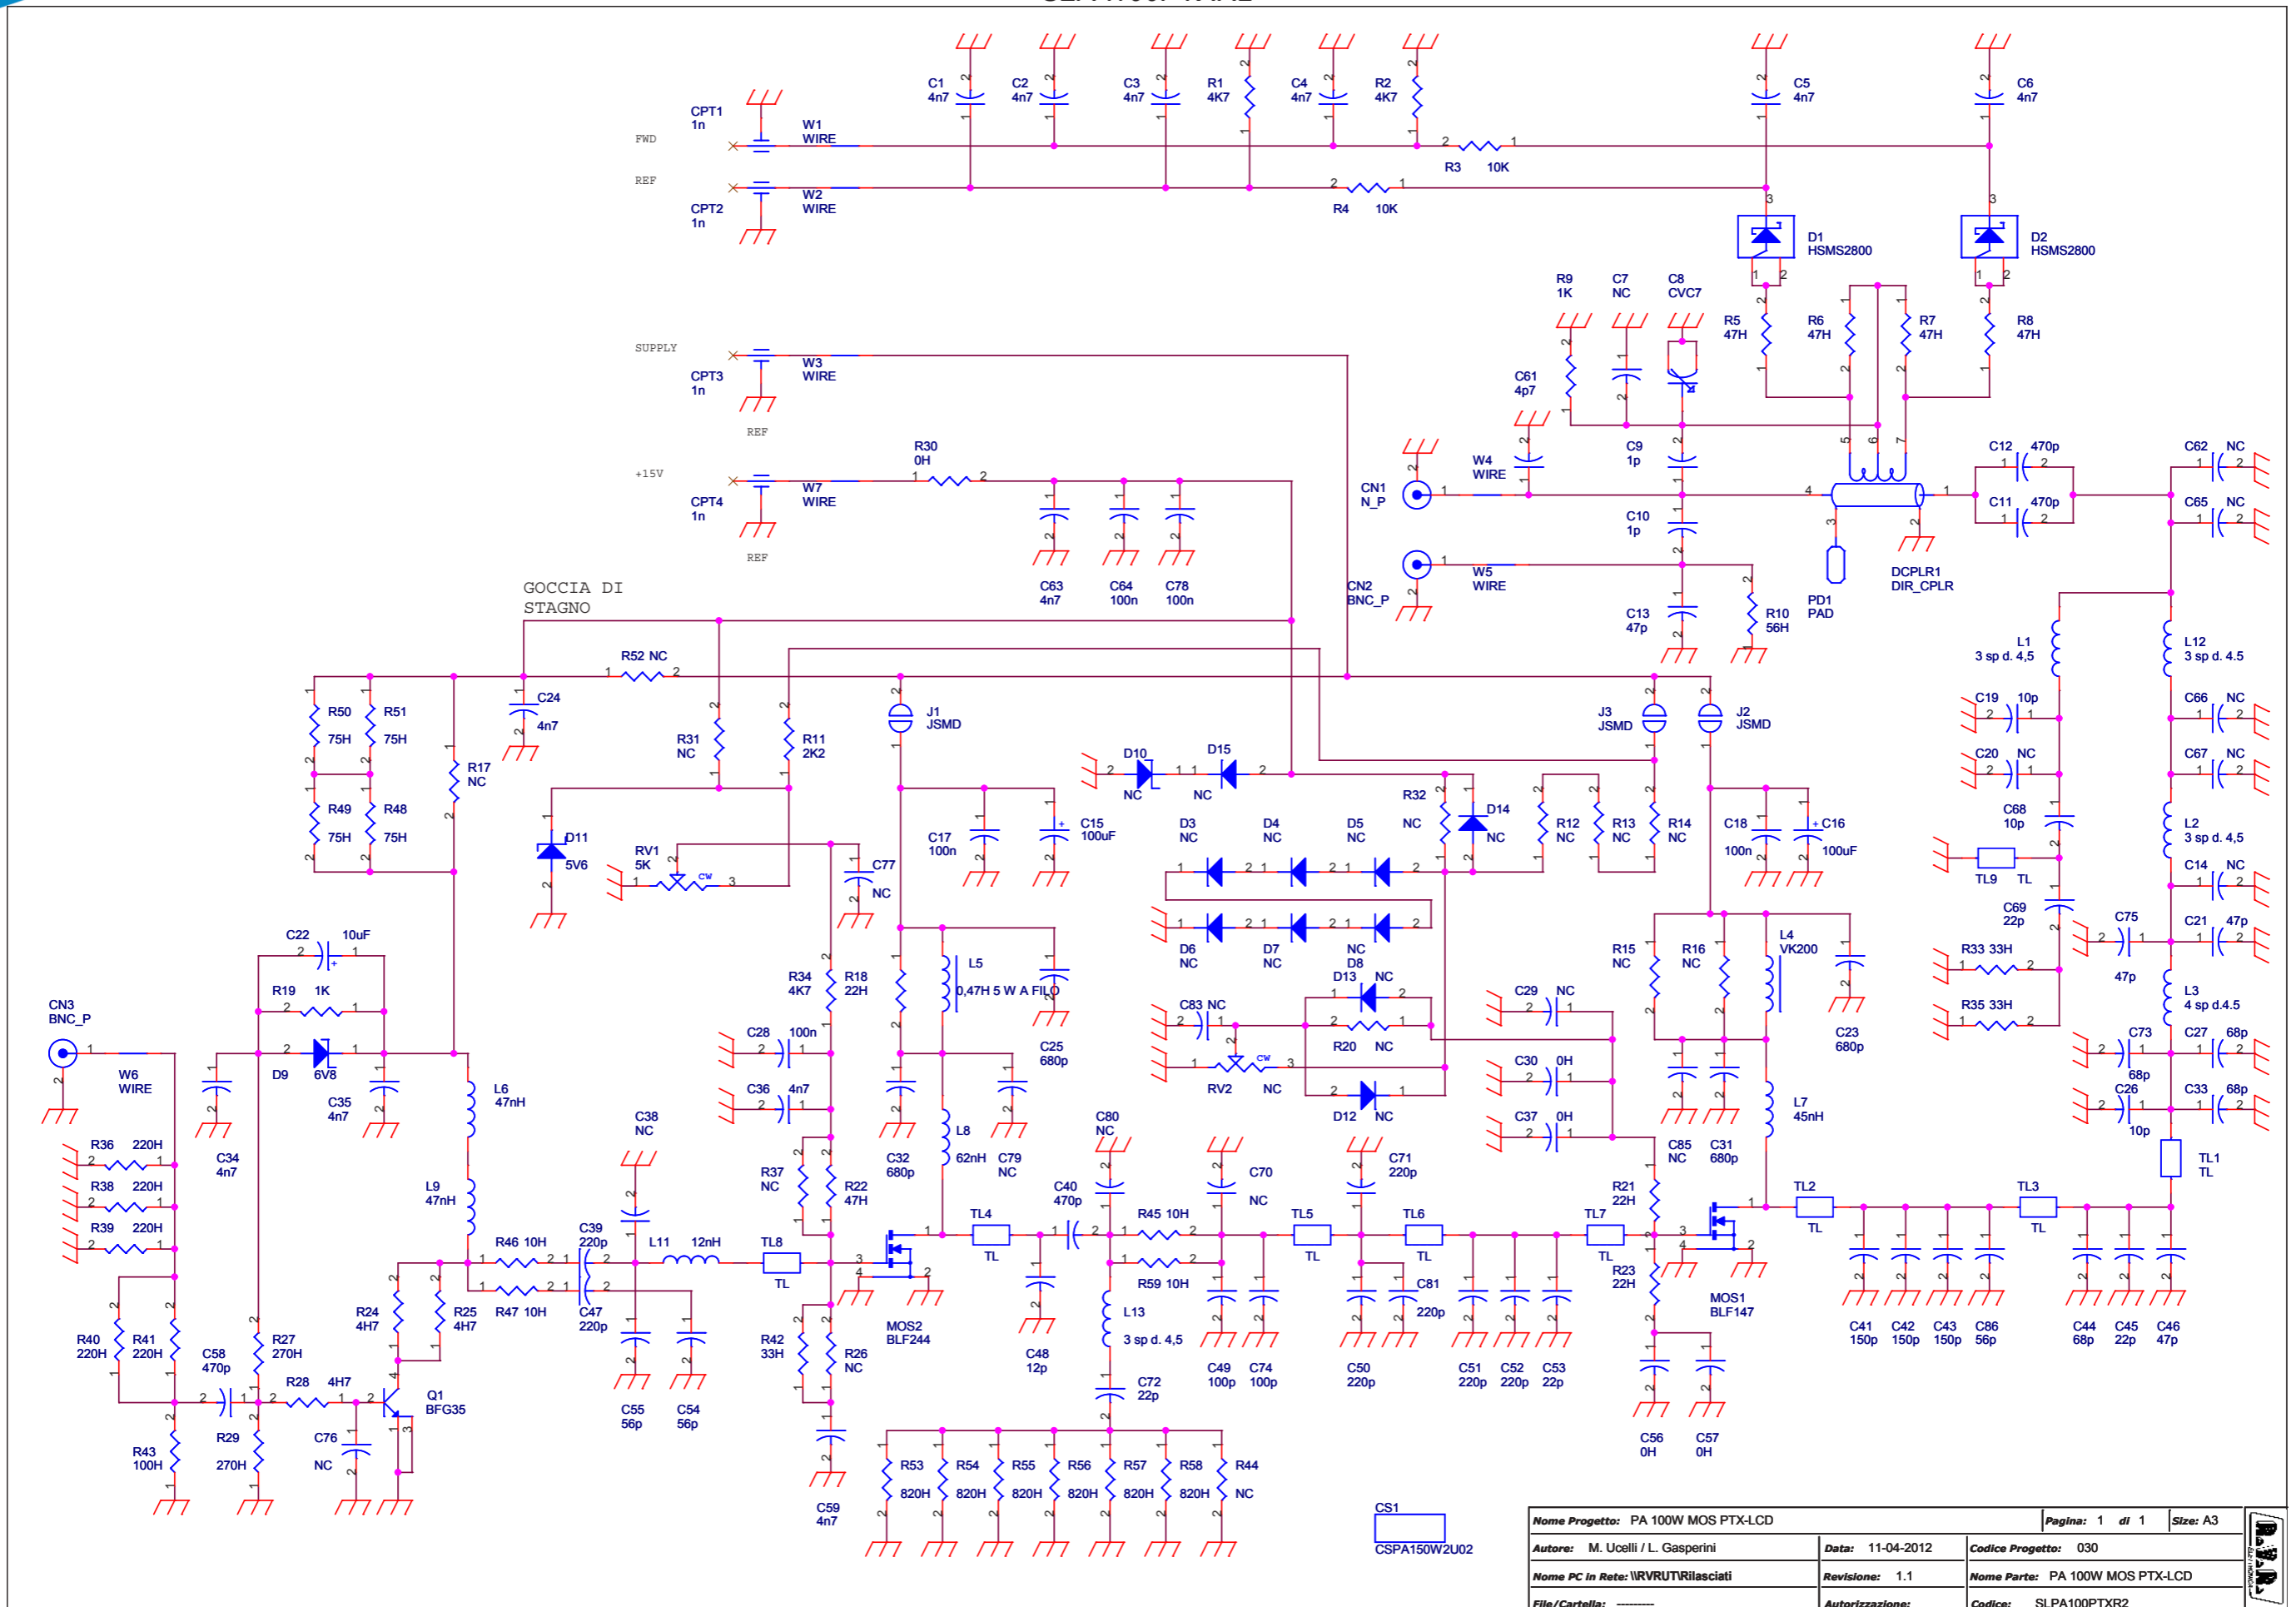 C1
4n7
C2
4n7
C3
4n7
R1
4K7
C4
4n7
R2
4K7
C5
4n7
C6
4n7
CPT1
1n
FWD
W1
WIRE
R3 10K
REF
CPT2
1n
W2
WIRE
R4 10K
D1
HSMS2800
D2
HSMS2800
R9
1K
C7
NC
C8
CVC7
R5
47H
R6
47H
R7
47H
R8
47H
SUPPLY
CPT3
1n
W3
WIRE
REF
C61
4p7
+15V
CPT4
1n
W7
WIRE
REF
R30
0H
C63
4n7
C64
100n
C78
100n
CN1
N_P
W4
WIRE
C9
1p
C10
1p
CN2
BNC_P
W5
WIRE
C13
47p
R10
56H
PD1
PAD
DCPLR1
DIR_CPLR
C12 470p
C11 470p
C62 NC
C65 NC
GOCCIA DI
STAGNO
R52 NC
C24
4n7
R50
75H
R51
75H
R49
75H
R48
75H
R17
NC
R31
NC
R11
2K2
J1
JSMD
J3
JSMD
J2
JSMD
L1
3 sp d. 4,5
L12
3 sp d. 4.5
C19 10p
C20 NC
C66 NC
C67 NC
C68
10p
L2
3 sp d. 4,5
TL9 TL
C14 NC
C69
22p
C75
47p
C21 47p
R33 33H
R35 33H
L3
4 sp d.4.5
C73
68p
C27 68p
C26
10p
C33 68p
TL1
TL
D11
5V6
RV1
5K
CW
C77
NC
C17
100n
C15
100uF
D10
NC
D15
NC
D3
NC
D4
NC
D5
NC
D6
NC
D7
NC
NC
D8
R32
NC
D14
NC
R12
NC
R13
NC
R14
NC
C18
100n
C16
100uF
C22 10uF
R19 1K
D9 6V8
CN3
BNC_P
W6
WIRE
C34
4n7
C35
4n7
L6
47nH
L9
47nH
R34
4K7
R18
22H
L5
0,47H 5 W A FILO
C25
680p
C28 100n
C36 4n7
C32
680p
L8
62nH
C79
NC
D13 NC
C83 NC
R20 NC
RV2 NC
CW
D12 NC
C29 NC
C30 0H
C37 0H
R15
NC
R16
NC
L4
VK200
C23
680p
C85
NC
C31
680p
L7
45nH
R36 220H
R38 220H
R39 220H
R40
220H
R41
220H
R43
100H
C58
470p
R27
270H
R29
270H
R28 4H7
C76
NC
Q1
BFG35
R24
4H7
R25
4H7
R46 10H
R47 10H
C39
220p
C47
220p
C38
NC
L11 12nH
TL8
TL
C55
56p
C54
56p
R37
NC
R22
47H
R42
33H
R26
NC
C59
4n7
MOS2
BLF244
TL4
TL
C40
470p
C48
12p
C80
NC
R45 10H
R59 10H
L13
3 sp d. 4,5
C72
22p
C70
NC
C49
100p
C74
100p
TL5
TL
C71
220p
TL6
TL
C50
220p
C81
220p
C51
220p
C52
220p
C53
22p
TL7
TL
R21
22H
R23
22H
C56
0H
C57
0H
MOS1
BLF147
TL2
TL
C41
150p
C42
150p
C43
150p
C86
56p
TL3
TL
C44
68p
C45
22p
C46
47p
R53
820H
R54
820H
R55
820H
R56
820H
R57
820H
R58
820H
R44
NC
CS1
CSPA150W2U02
Nome Progetto: PA 100W MOS PTX-LCD
Pagina: 1 di 1
Size: A3
Autore: M. Ucelli / L. Gasperini
Data: 11-04-2012
Codice Progetto: 030
Nome PC in Rete: \\RVRUT\Rilasciati
Revisione: 1.1
Nome Parte: PA 100W MOS PTX-LCD
File/Cartella: ---------
Autorizzazione:
Codice: SLPA100PTXR2
R.V.R.